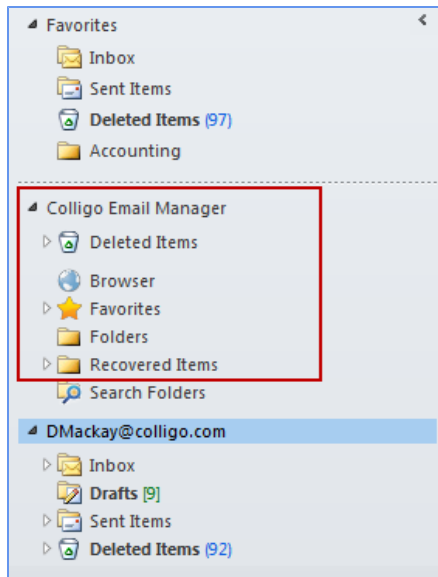 Favorites
Inbox
Sent Items
Deleted Items (97)
Accounting
Colligo Email Manager
Deleted Items
Browser
Favorites
Folders
Recovered Items
Search Folders
DMackay@colligo.com
Inbox
Drafts [9]
Sent Items
Deleted Items (92)